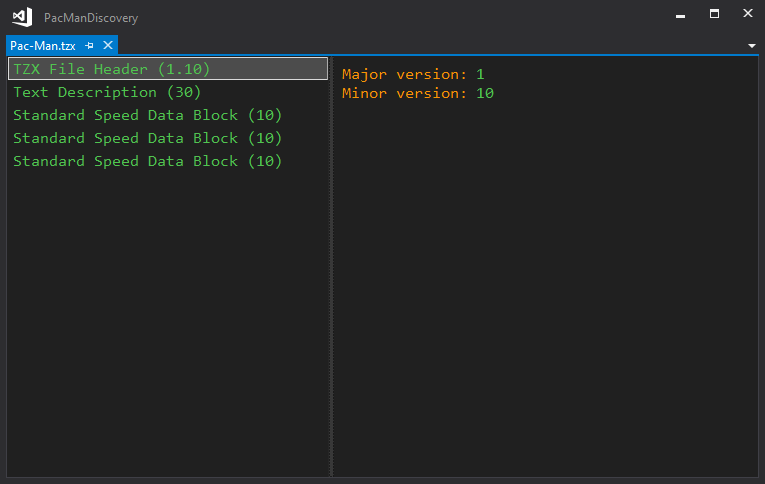 PacManDiscovery
Pac-Man.tzx
TZX File Header (1.10)
Text Description (30)
Standard Speed Data Block (10)
Standard Speed Data Block (10)
Standard Speed Data Block (10)
Major version: 1
Minor version: 10